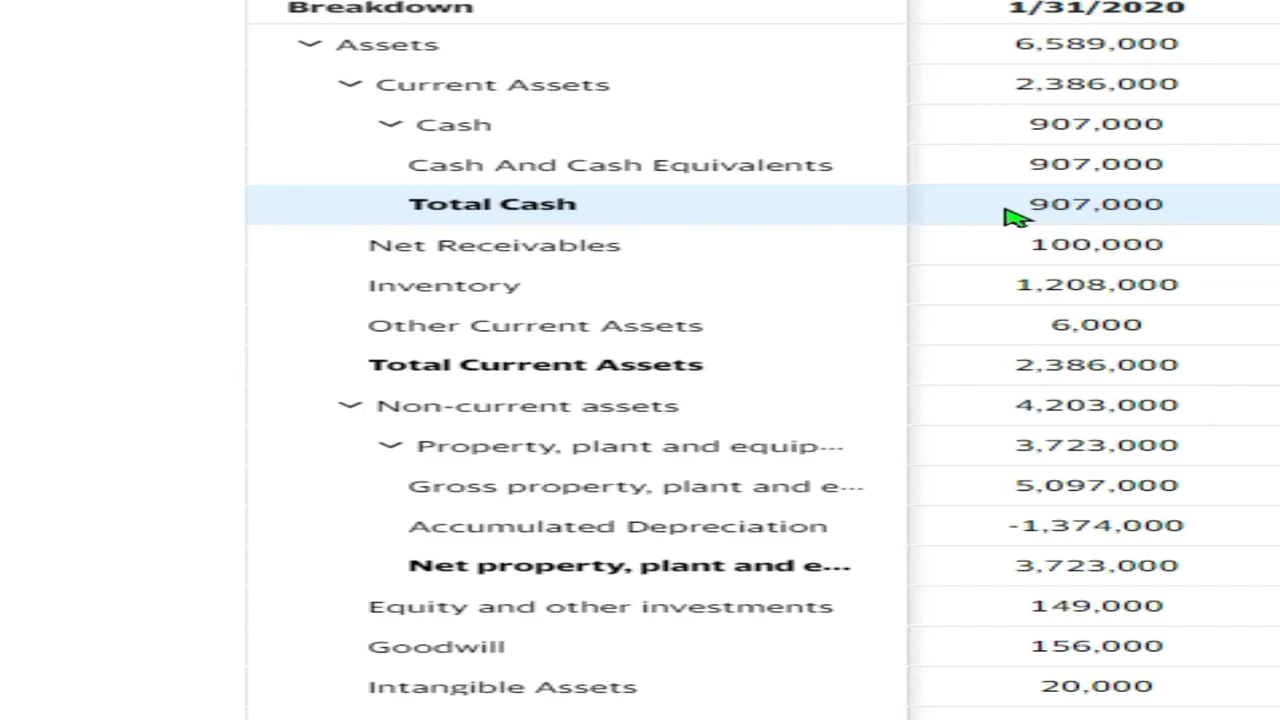 Breakdown 1/31/2020
Assets 6,589,000
Current Assets 2,386,000
Cash 907,000
Cash And Cash Equivalents 907,000
Total Cash 907,000
Net Receivables 100,000
Inventory 1,208,000
Other Current Assets 6,000
Total Current Assets 2,386,000
Non-current assets 4,203,000
Property, plant and equip... 3,723,000
Gross property, plant and e... 5,097,000
Accumulated Depreciation -1,374,000
Net property, plant and e... 3,723,000
Equity and other investments 149,000
Goodwill 156,000
Intangible Assets 20,000